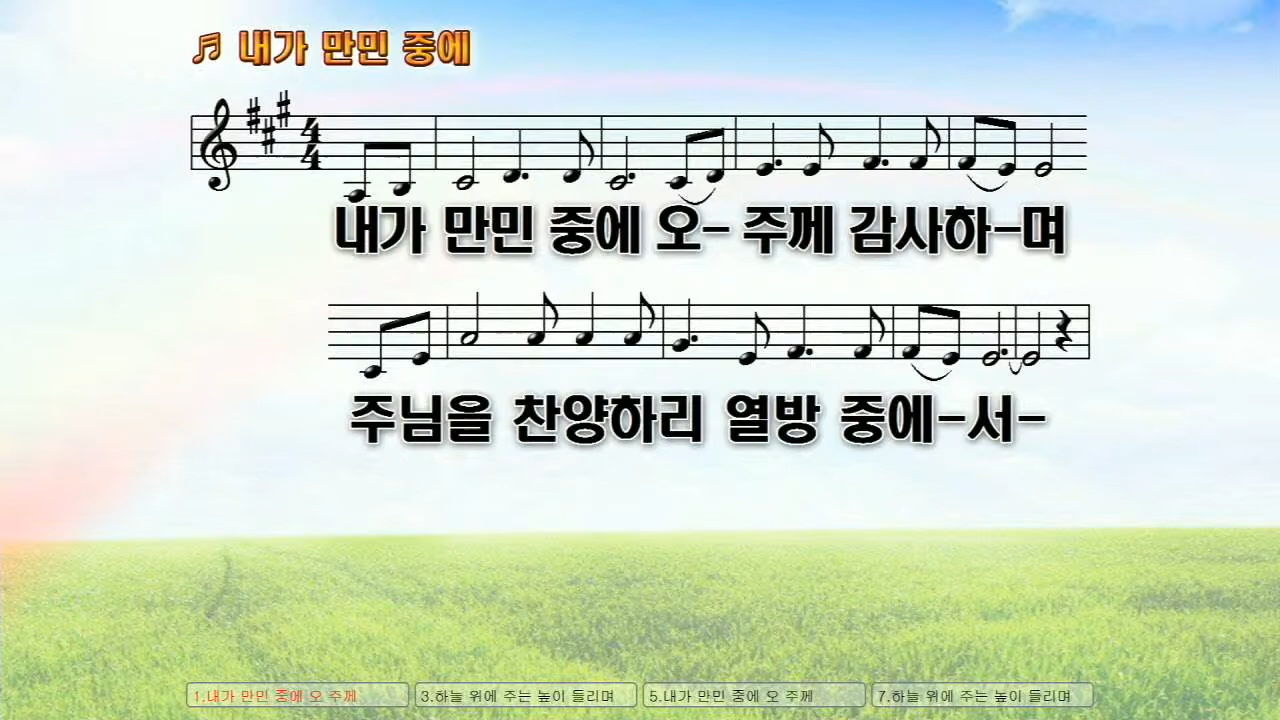 내가 만민 중에
내가 만민 중에 오- 주께 감사하-며
주님을 찬양하리 열방 중에-서-
1.내가 만민 중에 오 주께
3.하늘 위에 주는 높이 들리며
5.내가 만민 중에 오 주께
7.하늘 위에 주는 높이 들리며